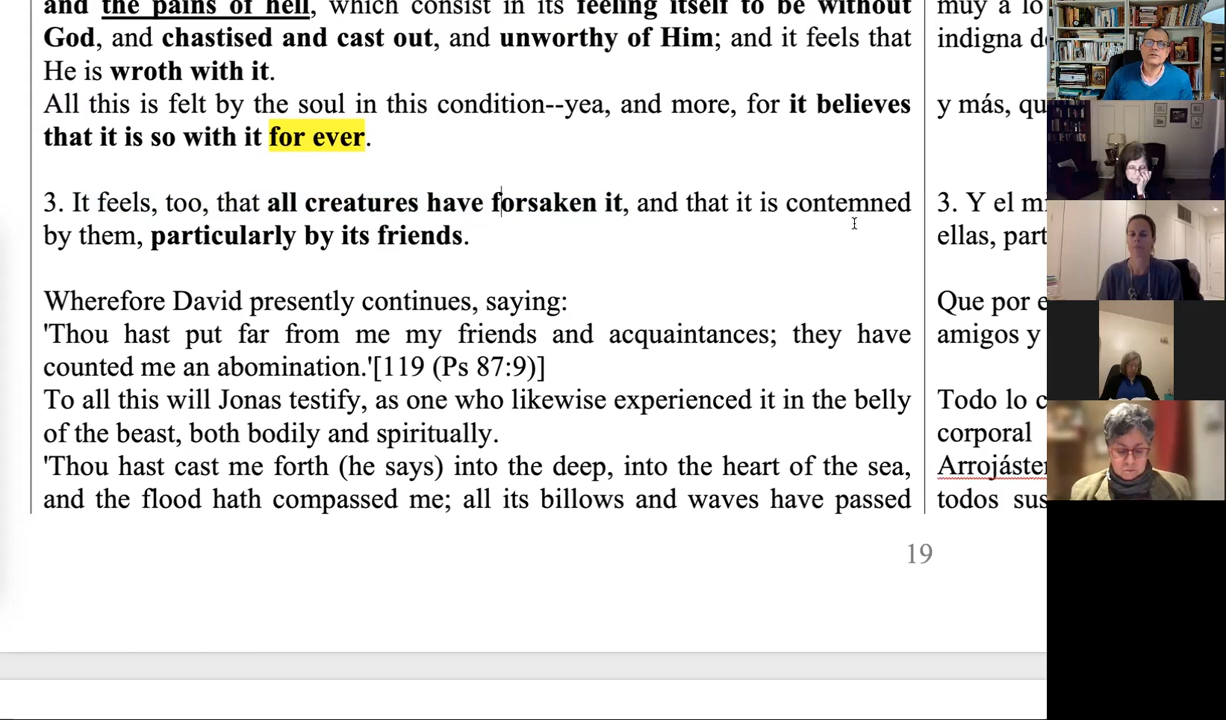 and the pains of hell, which consist in its feeling itself to be without
God, and chastised and cast out, and unworthy of Him; and it feels that
He is wroth with it.
All this is felt by the soul in this condition--yea, and more, for it believes
that it is so with it for ever.
3. It feels, too, that all creatures have forsaken it, and that it is contemned
by them, particularly by its friends.
Wherefore David presently continues, saying:
'Thou hast put far from me my friends and acquaintances; they have
counted me an abomination.'[119 (Ps 87:9)]
To all this will Jonas testify, as one who likewise experienced it in the belly
of the beast, both bodily and spiritually.
'Thou hast cast me forth (he says) into the deep, into the heart of the sea,
and the flood hath compassed me; all its billows and waves have passed
muy a lo
indigna d
y más, qu
3. Y el m
ellas, part
Que por e
amigos y
Todo lo c
corporal
Arrojáste
todos sus
19